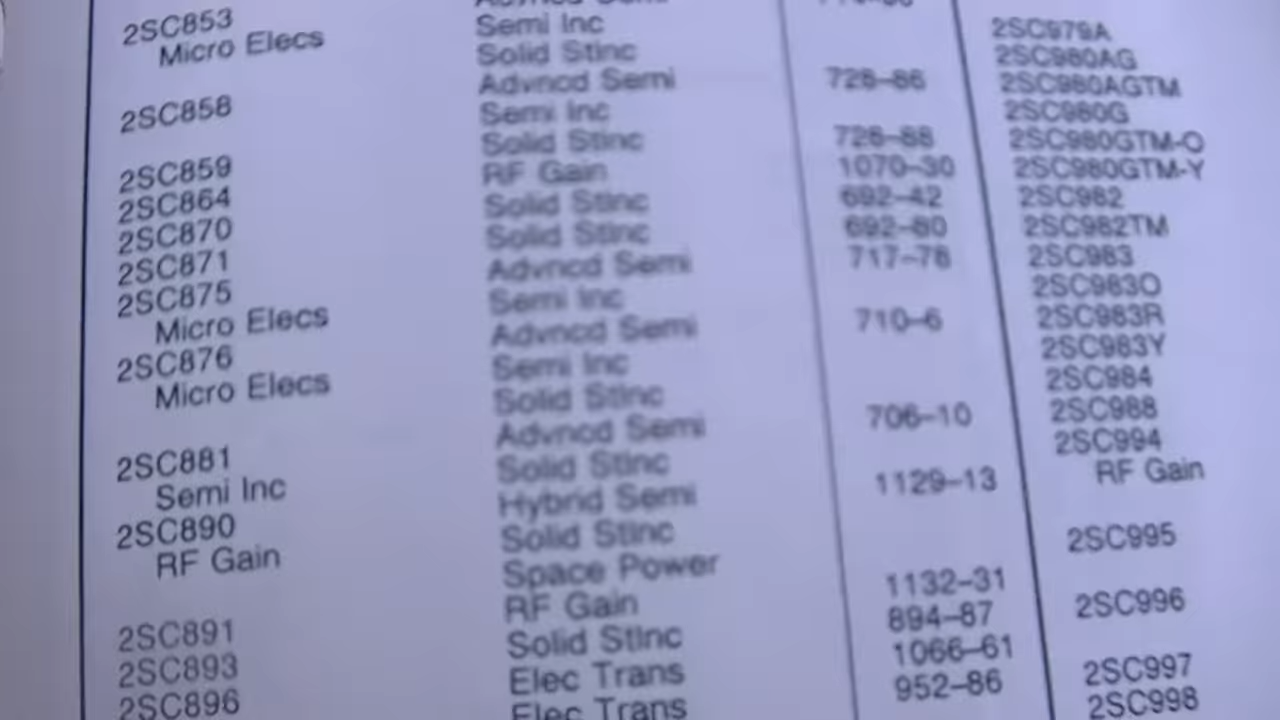 2SC853
Micro Elecs Semi Inc
Solid StInc
2SC858 Advncd Semi 728–86
Semi Inc
2SC859 Solid StInc 728–88
2SC864 RF Gain 1070–30
2SC870 Solid StInc 692–42
2SC871 Solid StInc 692–80
2SC875 Advncd Semi 717–78
Micro Elecs Semi Inc
2SC876 Advncd Semi 710–6
Micro Elecs Semi Inc
Solid StInc
2SC881 Advncd Semi 706–10
Semi Inc Solid StInc
2SC890 Hybrid Semi 1129–13
RF Gain Solid StInc
Space Power
2SC891 RF Gain 1132–31
2SC893 Solid StInc 894–87
2SC896 Elec Trans 1066–61
Elec Trans 952–86
2SC979A
2SC980AG
2SC980AGTM
2SC980G
2SC980GTM-O
2SC980GTM-Y
2SC982
2SC982TM
2SC983
2SC983O
2SC983R
2SC983Y
2SC984
2SC988
2SC994
RF Gain
2SC995
2SC996
2SC997
2SC998